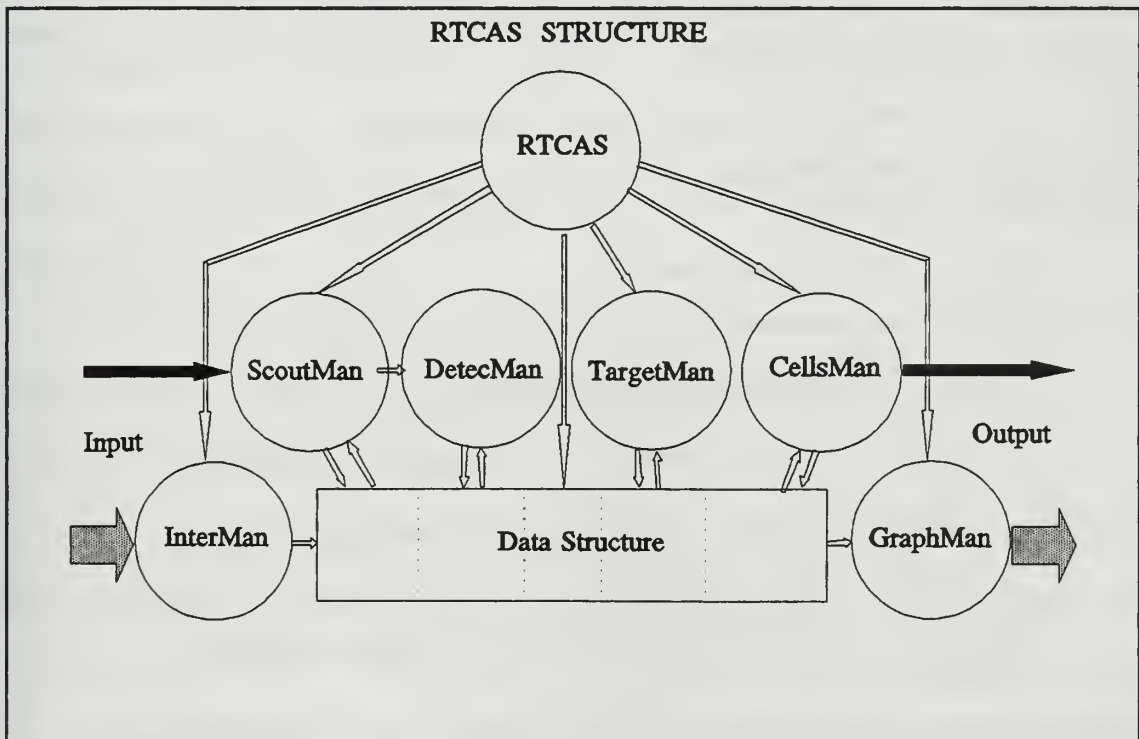 RTCAS STRUCTURE
RTCAS
ScoutMan
DetecMan
TargetMan
CellsMan
Input
Output
InterMan
Data Structure
GraphMan